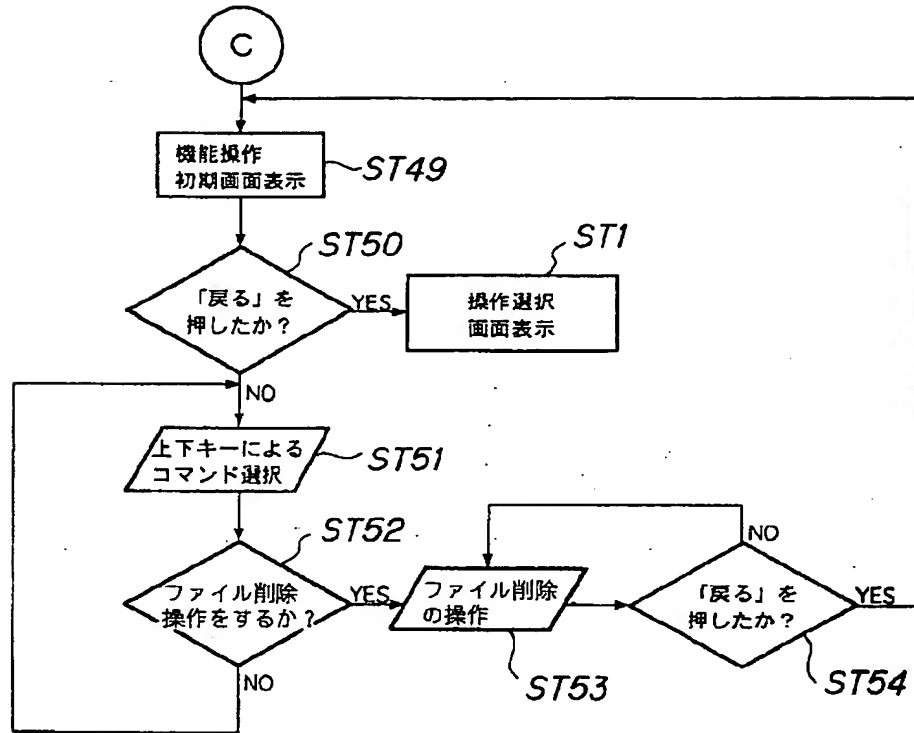 C
機能操作
初期画面表示
ST49
ST50
「戻る」を
押したか？
YES
ST1
操作選択
画面表示
NO
上下キーによる
コマンド選択
ST51
ST52
ファイル削除
操作をするか？
YES
NO
ファイル削除
の操作
ST53
NO
「戻る」を
押したか？
YES
ST54